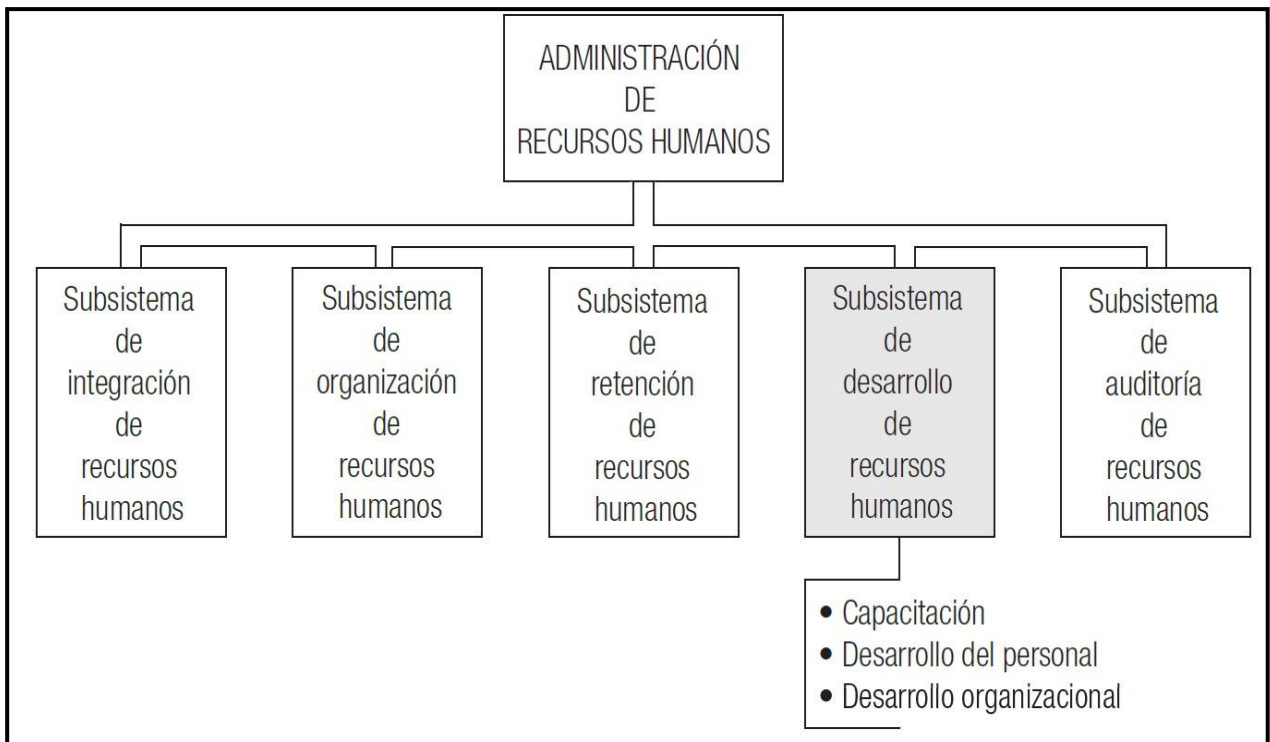 ADMINISTRACIÓN
DE
RECURSOS HUMANOS
Subsistema
de
integración
de
recursos
humanos
Subsistema
de
organización
de
recursos
humanos
Subsistema
de
retención
de
recursos
humanos
Subsistema
de
desarrollo
de
recursos
humanos
Subsistema
de
auditoría
de
recursos
humanos
• Capacitación
• Desarrollo del personal
• Desarrollo organizacional